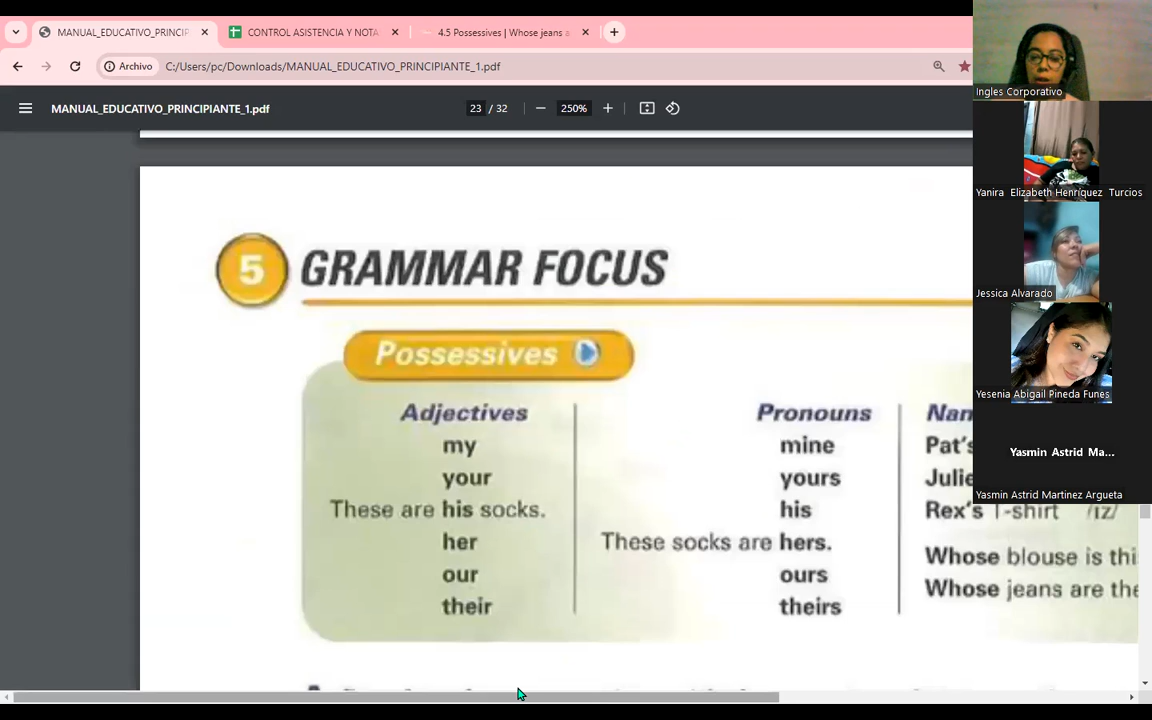 MANUAL_EDUCATIVO_PRINCIP
CONTROL ASISTENCIA Y NOTA
4.5 Possessives | Whose jeans a
Archivo
C:/Users/pc/Downloads/MANUAL_EDUCATIVO_PRINCIPIANTE_1.pdf
MANUAL_EDUCATIVO_PRINCIPIANTE_1.pdf
23 / 32
250%
5 GRAMMAR FOCUS
Possessives
Adjectives
my
your
These are his socks.
her
our
their
Pronouns
mine
yours
his
These socks are hers.
ours
theirs
Nan
Pat's
Julie
Rex's T-shirt /ɪz/
Whose blouse is thi
Whose jeans are the
Ingles Corporativo
Yanira Elizabeth Henriquez Turcios
Jessica Alvarado
Yesenia Abigail Pineda Funes
Yasmin Astrid Ma...
Yasmin Astrid Martinez Argueta